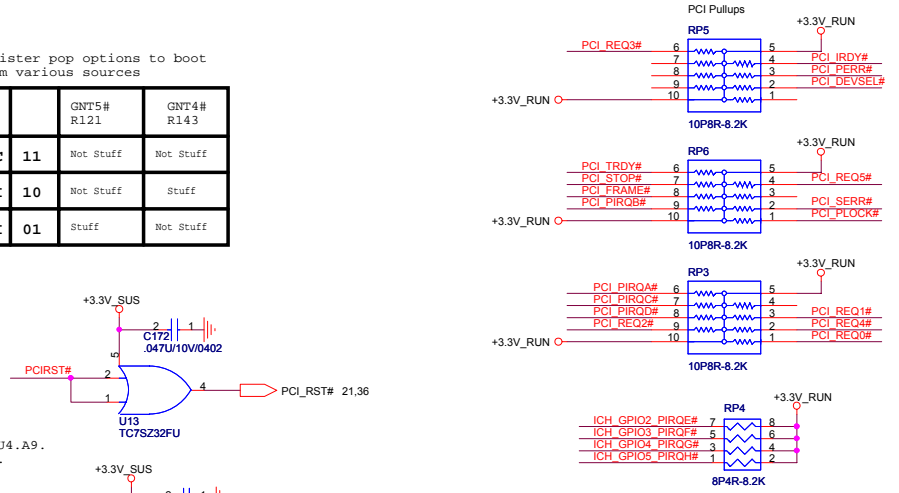 PCI Pullups
ister pop options to boot
m various sources
GNT5# GNT4#
R121 R143
11 Not Stuff Not Stuff
10 Not Stuff Stuff
01 Stuff Not Stuff
+3.3V_RUN
RP5
PCI_REQ3# 6 5
7 4 PCI_IRDY#
8 3 PCI_PERR#
9 2 PCI_DEVSEL#
+3.3V_RUN 10 1
10P8R-8.2K
+3.3V_RUN
RP6
PCI_TRDY# 6 5
PCI_STOP# 7 4 PCI_REQ5#
PCI_FRAME# 8 3
PCI_PIRQB# 9 2 PCI_SERR#
+3.3V_RUN 10 1 PCI_PLOCK#
10P8R-8.2K
+3.3V_RUN
RP3
PCI_PIRQA# 6 5
PCI_PIRQC# 7 4
PCI_PIRQD# 8 3 PCI_REQ1#
PCI_REQ2# 9 2 PCI_REQ4#
+3.3V_RUN 10 1 PCI_REQ0#
10P8R-8.2K
+3.3V_RUN
RP4
ICH_GPIO2_PIRQE# 7 8
ICH_GPIO3_PIRQF# 5 6
ICH_GPIO4_PIRQG# 3 4
ICH_GPIO5_PIRQH# 1 2
8P4R-8.2K
+3.3V_SUS
2 1
C172
.047U/10V/0402
5
PCIRST# 2
1
4 PCI_RST# 21,36
U13
TC7SZ32FU
J4.A9.
+3.3V_SUS